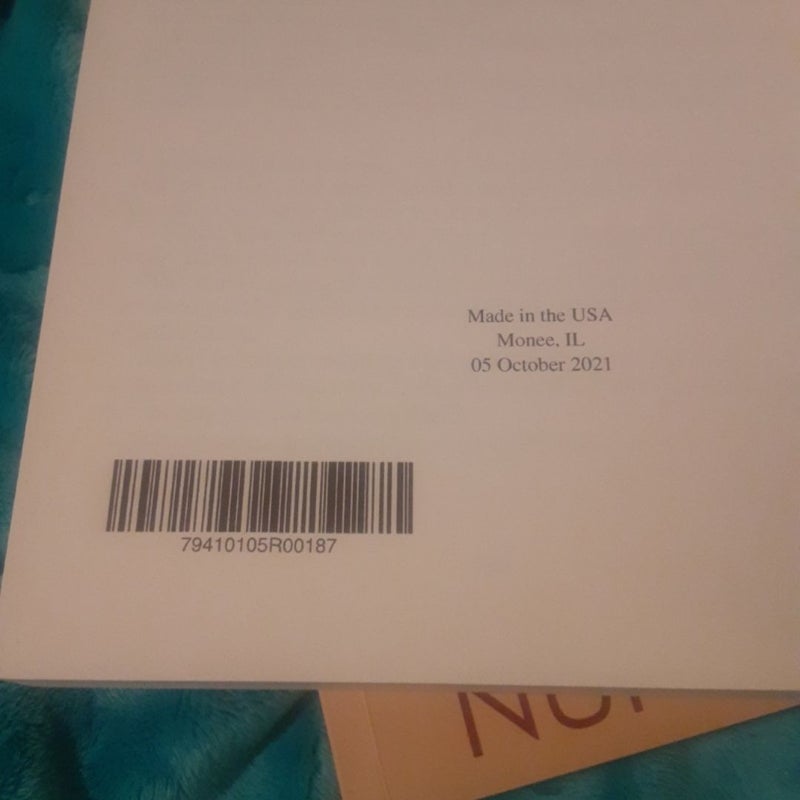 Made in the USA
Monee, IL
05 October 2021
79410105R00187